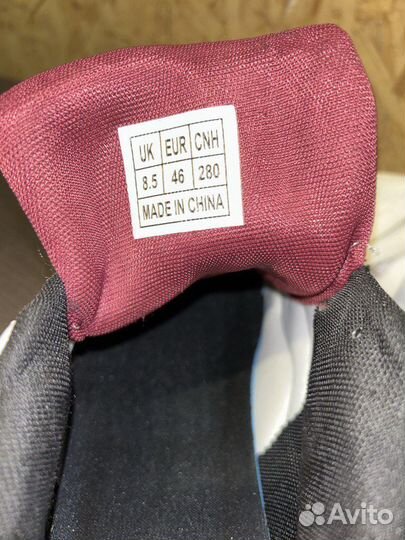 UK EUR CNH
8.5 46 280
MADE IN CHINA
Avito